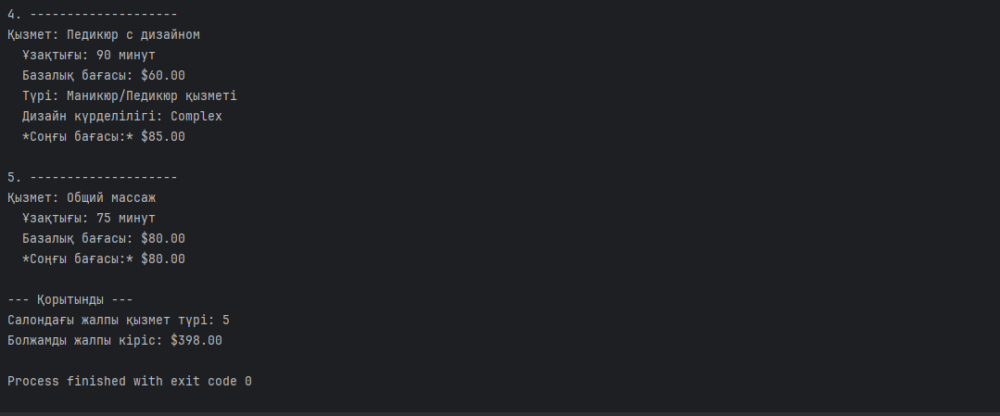 4. --------------------
Қызмет: Педикюр с дизайном
Ұзақтығы: 90 минут
Базалық бағасы: $60.00
Түрі: Маникюр/Педикюр қызметі
Дизайн күрделілігі: Complex
*Соңғы бағасы:* $85.00
5. --------------------
Қызмет: Общий массаж
Ұзақтығы: 75 минут
Базалық бағасы: $80.00
*Соңғы бағасы:* $80.00
--- Қорытынды ---
Салондағы жалпы қызмет түрі: 5
Болжамды жалпы кіріс: $398.00
Process finished with exit code 0